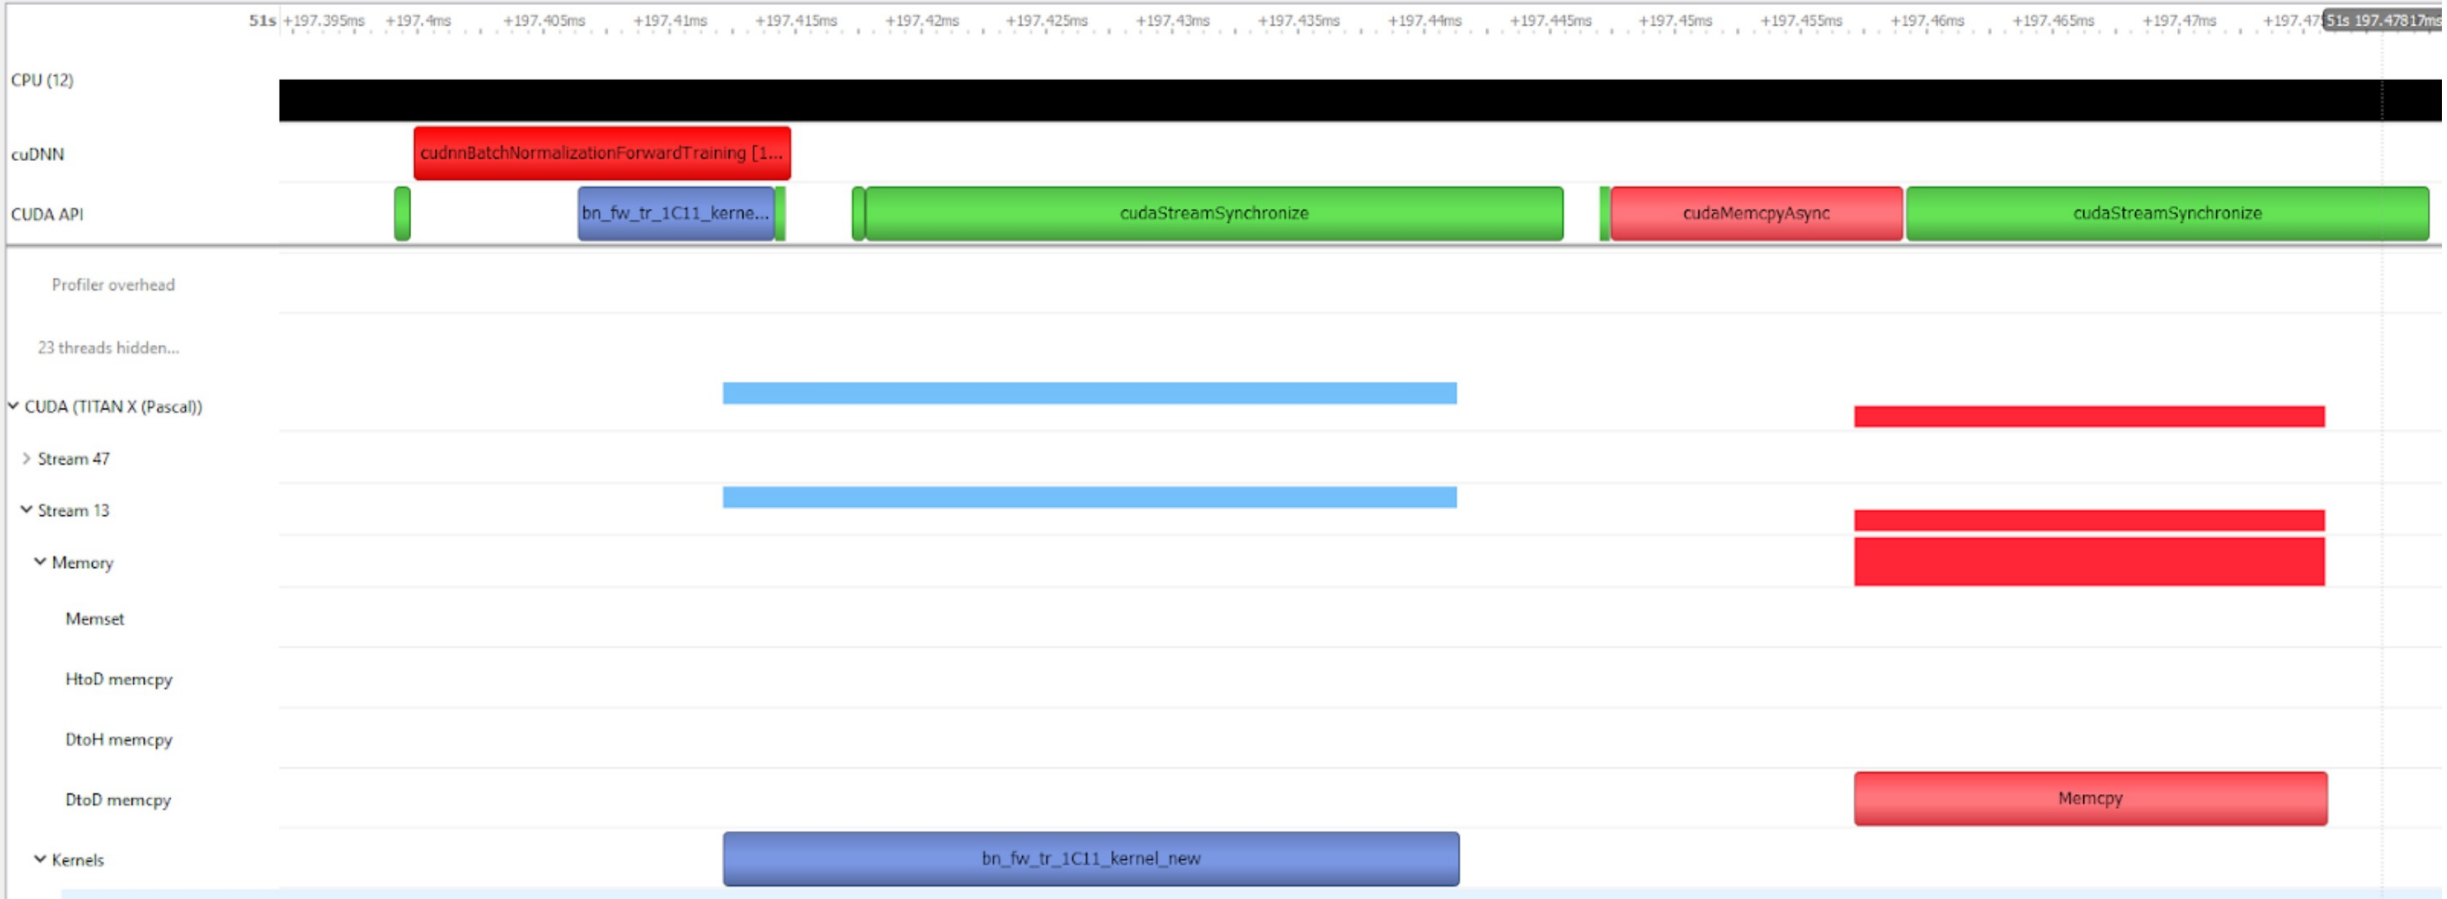 51s +197.395ms +197.4ms +197.405ms +197.41ms +197.415ms +197.42ms +197.425ms +197.43ms +197.435ms +197.44ms +197.445ms +197.45ms +197.455ms +197.46ms +197.465ms +197.47ms +197.47 51s 197.47817ms
CPU (12)
cuDNN cudnnBatchNormalizationForwardTraining [1...
CUDA API bn_fw_tr_1C11_kerne... cudaStreamSynchronize cudaMemcpyAsync cudaStreamSynchronize
Profiler overhead
23 threads hidden...
CUDA (TITAN X (Pascal))
Stream 47
Stream 13
Memory
Memset
HtoD memcpy
DtoH memcpy
DtoD memcpy Memcpy
Kernels bn_fw_tr_1C11_kernel_new